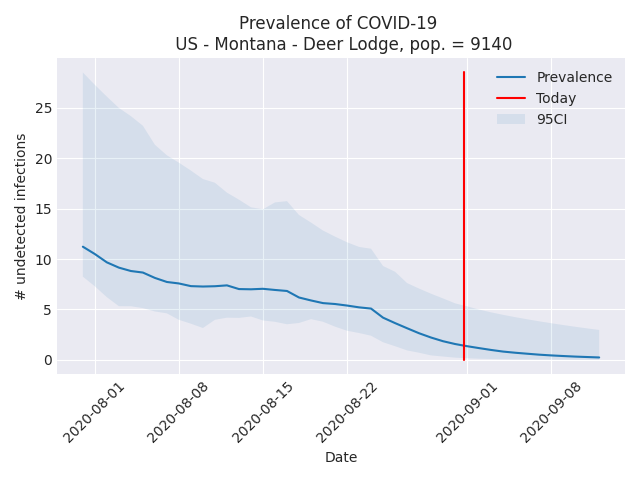 Prevalence of COVID-19
US - Montana - Deer Lodge, pop. = 9140
Prevalence
Today
95CI
# undetected infections
25
20
15
10
5
0
2020-08-01
2020-08-08
2020-08-15
2020-08-22
2020-09-01
2020-09-08
Date